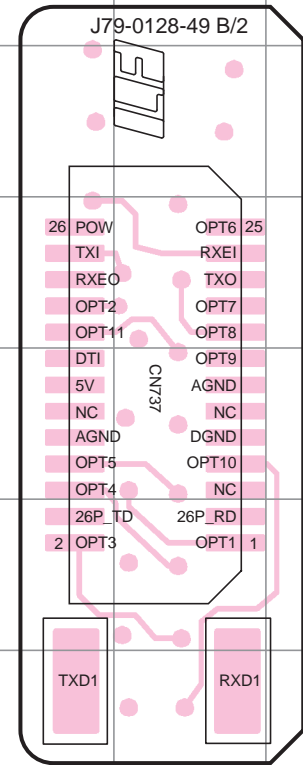 J79-0128-49 B/2
26 POW OPT6 25
TXI RXEI
RXEO TXO
OPT2 OPT7
OPT11 OPT8
DTI OPT9
5V AGND
NC NC
AGND DGND
OPT5 OPT10
OPT4 NC
26P_TD 26P_RD
2 OPT3 OPT1 1
CN737
TXD1 RXD1